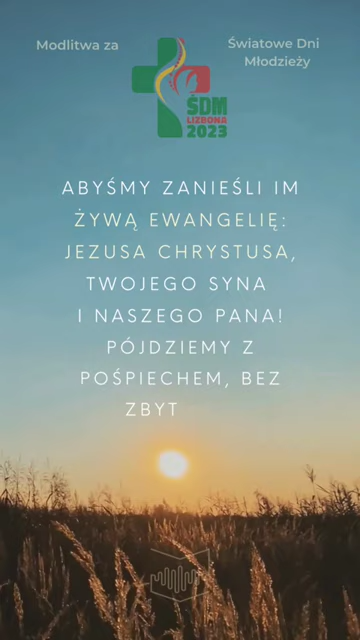 Modlitwa za
Światowe Dni
Młodzieży
ŚDM
LIZBONA
2023
ABYŚMY ZANIEŚLI IM
ŻYWĄ EWANGELIĘ:
JEZUSA CHRYSTUSA,
TWOJEGO SYNA
I NASZEGO PANA!
PÓJDZIEMY Z
POŚPIECHEM, BEZ
ZBYT